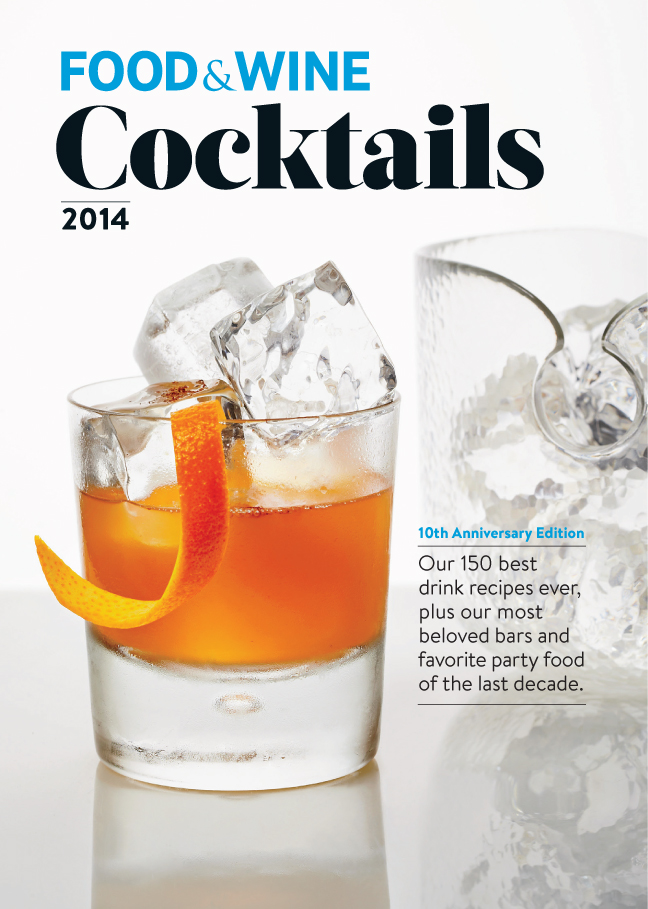 FOOD&WINE
Cocktails
2014
10th Anniversary Edition
Our 150 best
drink recipes ever,
plus our most
beloved bars and
favorite party food
of the last decade.